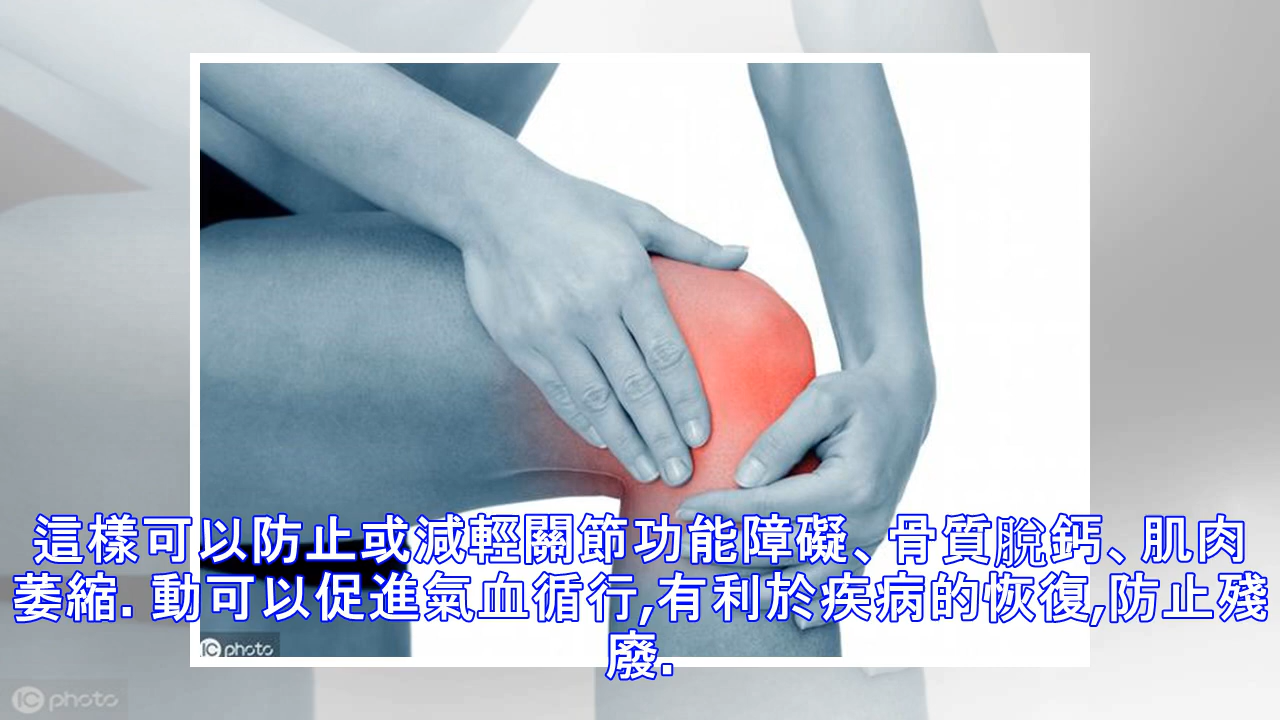 這樣可以防止或減輕關節功能障礙、骨質脫鈣、肌肉
萎縮.動可以促進氣血循行,有利於疾病的恢復,防止殘
廢.
IC photo
IC photo